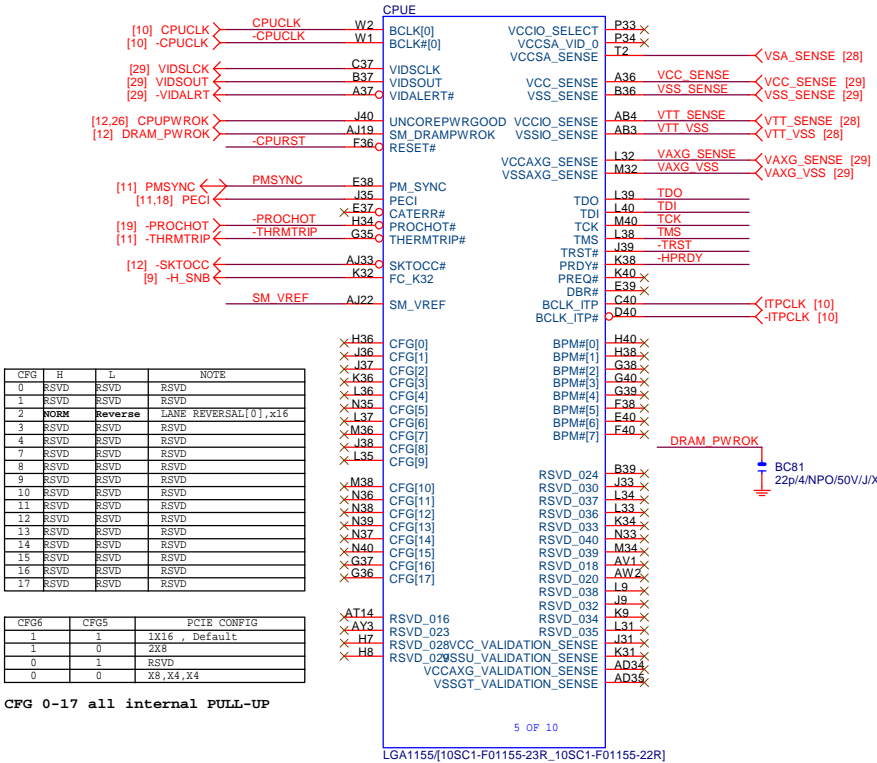 CPUE
[10] CPUCLK CPUCLK W2 BCLK[0] VCCIO_SELECT P33
[10] -CPUCLK -CPUCLK W1 BCLK#[0] VCCSA_VID_0 P34
VCCSA_SENSE T2 VSA_SENSE [28]
[29] VIDSLCK C37 VIDSCLK
[29] VIDSOUT B37 VIDSOUT VCC_SENSE A36 VCC_SENSE VCC_SENSE [29]
[29] -VIDALRT A37 VIDALERT# VSS_SENSE B36 VSS_SENSE VSS_SENSE [29]
[12,26] CPUPWROK J40 UNCOREPWRGOOD VCCIO_SENSE AB4 VTT_SENSE VTT_SENSE [28]
[12] DRAM_PWROK AJ19 SM_DRAMPWROK VSSIO_SENSE AB3 VTT_VSS VTT_VSS [28]
-CPURST F36 RESET#
VCCAXG_SENSE L32 VAXG_SENSE VAXG_SENSE [29]
VSSAXG_SENSE M32 VAXG_VSS VAXG_VSS [29]
[11] PMSYNC PMSYNC E38 PM_SYNC
[11,18] PECI J35 PECI TDO L39 TDO
E37 CATERR# TDI L40 TDI
[19] -PROCHOT -PROCHOT H34 PROCHOT# TCK M40 TCK
[11] -THRMTRIP -THRMTRIP G35 THERMTRIP# TMS L38 TMS
TRST# J39 -TRST
[12] -SKTOCC AJ33 SKTOCC# PRDY# K38 -HPRDY
[9] -H_SNB K32 FC_K32 PREQ# K40
DBR# E39
SM_VREF AJ22 SM_VREF BCLK_ITP C40 ITPCLK [10]
BCLK_ITP# D40 -ITPCLK [10]
H36 CFG[0] BPM#[0] H40
J36 CFG[1] BPM#[1] H38
J37 CFG[2] BPM#[2] G38
K36 CFG[3] BPM#[3] G40
L36 CFG[4] BPM#[4] G39
N35 CFG[5] BPM#[5] F38
L37 CFG[6] BPM#[6] E40
M36 CFG[7] BPM#[7] F40
J38 CFG[8]
L35 CFG[9]
DRAM_PWROK
BC81
22p/4/NPO/50V/J/X
RSVD_024 B39
M38 CFG[10] RSVD_030 J33
N36 CFG[11] RSVD_037 L34
N38 CFG[12] RSVD_036 L33
N39 CFG[13] RSVD_033 K34
N37 CFG[14] RSVD_040 N33
N40 CFG[15] RSVD_039 M34
G37 CFG[16] RSVD_018 AV1
G36 CFG[17] RSVD_020 AW2
RSVD_038 L9
RSVD_032 J9
AT14 RSVD_016 RSVD_034 K9
AY3 RSVD_023 RSVD_035 L31
H7 RSVD_028 VCC_VALIDATION_SENSE J31
H8 RSVD_029 VSSU_VALIDATION_SENSE K31
VCCAXG_VALIDATION_SENSE AD34
VSSGT_VALIDATION_SENSE AD35
5 OF 10
LGA1155/[10SC1-F01155-23R_10SC1-F01155-22R]
CFG H L NOTE
0 RSVD RSVD RSVD
1 RSVD RSVD RSVD
2 NORM Reverse LANE REVERSAL[0],x16
3 RSVD RSVD RSVD
4 RSVD RSVD RSVD
7 RSVD RSVD RSVD
8 RSVD RSVD RSVD
9 RSVD RSVD RSVD
10 RSVD RSVD RSVD
11 RSVD RSVD RSVD
12 RSVD RSVD RSVD
13 RSVD RSVD RSVD
14 RSVD RSVD RSVD
15 RSVD RSVD RSVD
16 RSVD RSVD RSVD
17 RSVD RSVD RSVD
CFG6 CFG5 PCIE CONFIG
1 1 1X16 , Default
1 0 2X8
0 1 RSVD
0 0 X8,X4,X4
CFG 0-17 all internal PULL-UP